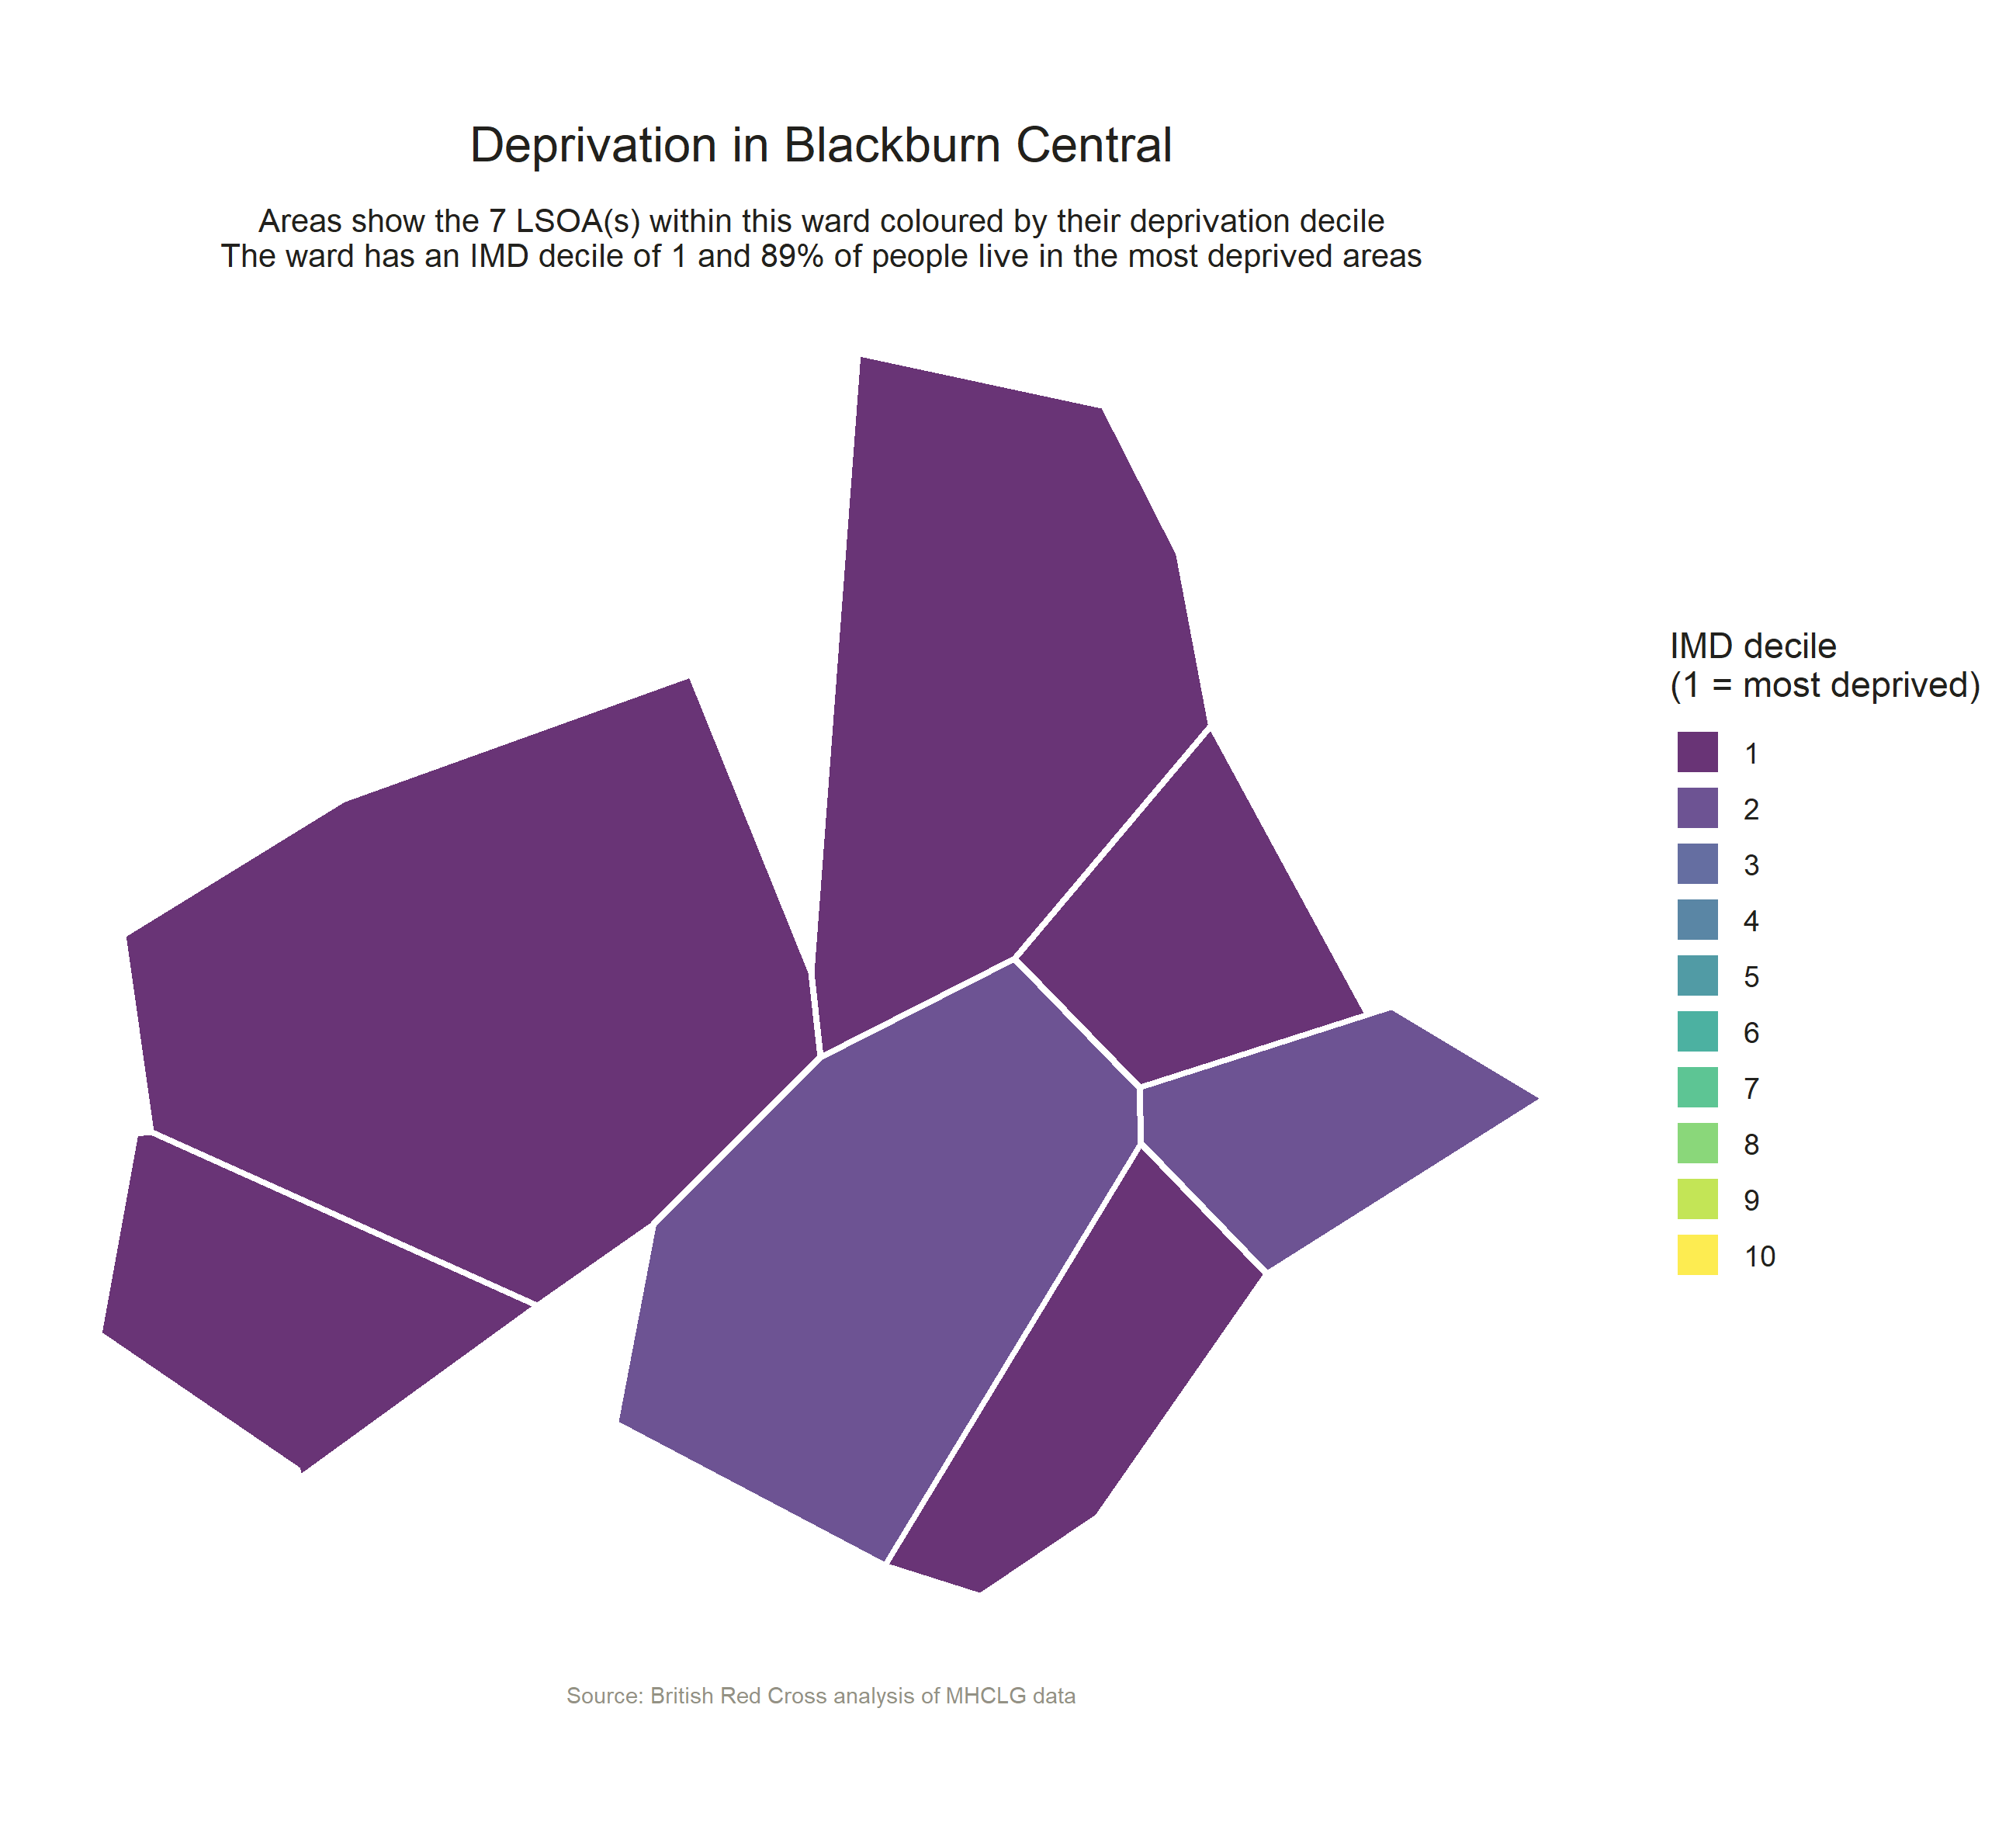 Deprivation in Blackburn Central
Areas show the 7 LSOA(s) within this ward coloured by their deprivation decile
The ward has an IMD decile of 1 and 89% of people live in the most deprived areas
IMD decile
(1 = most deprived)
1
2
3
4
5
6
7
8
9
10
Source: British Red Cross analysis of MHCLG data